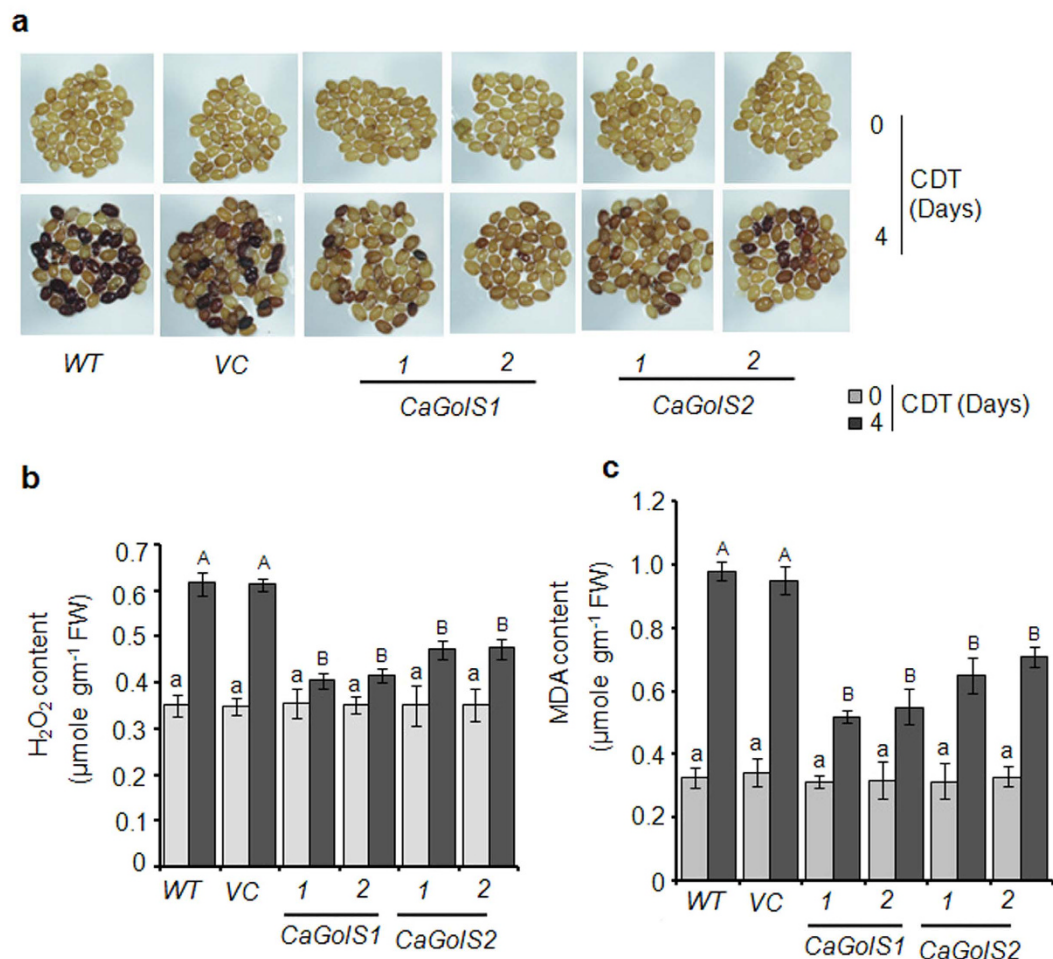 a
0
CDT
(Days)
4
WT VC 1 2 1 2
CaGolS1 CaGolS2
0
4
CDT (Days)
b
H₂O₂ content
(µmole gm⁻¹ FW)
0.7
0.6
0.5
0.4
0.3
0.2
0.1
0
A A B B B B
a a a a a a
WT VC 1 2 1 2
CaGolS1 CaGolS2
c
MDA content
(µmole gm⁻¹ FW)
1.2
1.0
0.8
0.6
0.4
0.2
0
A A B B B B
a a a a a a
WT VC 1 2 1 2
CaGolS1 CaGolS2